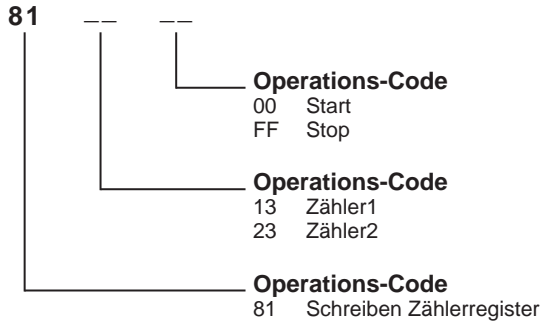 81 __ __
Operations-Code
00 Start
FF Stop
Operations-Code
13 Zähler1
23 Zähler2
Operations-Code
81 Schreiben Zählerregister